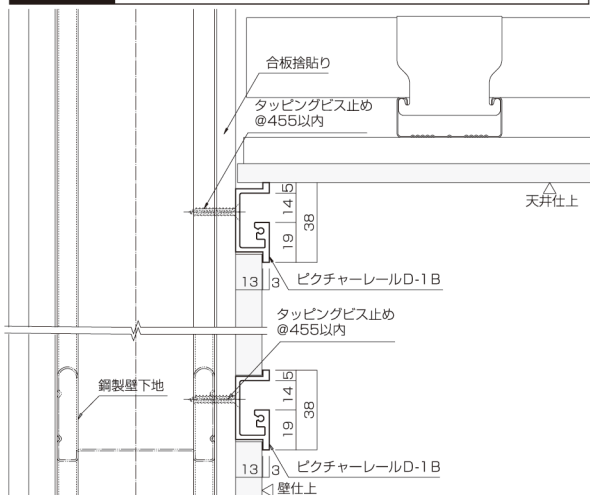 合板捨貼り
タッピングビス止め
@455以内
天井仕上
5
14
19
38
13
3
ピクチャーレールD-1B
タッピングビス止め
@455以内
鋼製壁下地
5
14
19
38
13
3
ピクチャーレールD-1B
壁仕上